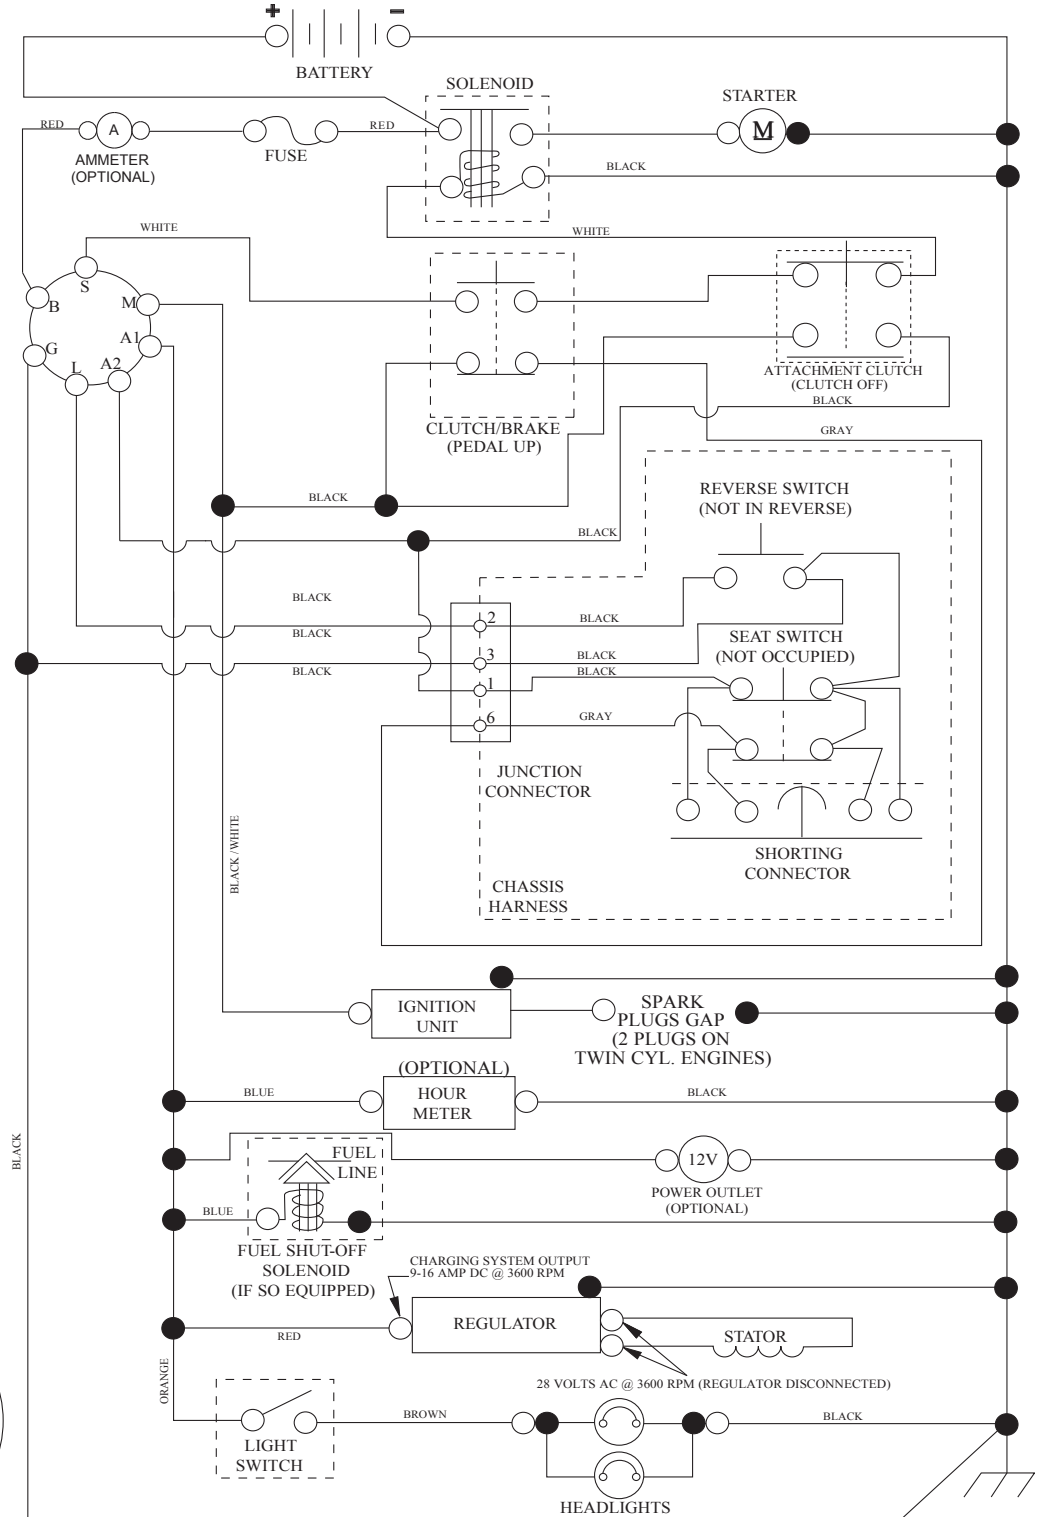 + –
BATTERY
SOLENOID
STARTER
RED
A
RED
M
FUSE
AMMETER
(OPTIONAL)
BLACK
WHITE
WHITE
S
B
M
G
A1
L
A2
ATTACHMENT CLUTCH
(CLUTCH OFF)
BLACK
CLUTCH/BRAKE
(PEDAL UP)
GRAY
REVERSE SWITCH
(NOT IN REVERSE)
BLACK
BLACK
BLACK
2
BLACK
BLACK
SEAT SWITCH
(NOT OCCUPIED)
3
BLACK
BLACK
1
BLACK
6
GRAY
JUNCTION
CONNECTOR
BLACK / WHITE
SHORTING
CONNECTOR
CHASSIS
HARNESS
IGNITION
UNIT
SPARK
PLUGS GAP
(2 PLUGS ON
TWIN CYL. ENGINES)
(OPTIONAL)
BLUE
HOUR
METER
BLACK
BLACK
FUEL
LINE
12V
POWER OUTLET
(OPTIONAL)
BLUE
FUEL SHUT-OFF
SOLENOID
(IF SO EQUIPPED)
CHARGING SYSTEM OUTPUT
9-16 AMP DC @ 3600 RPM
REGULATOR
RED
STATOR
28 VOLTS AC @ 3600 RPM (REGULATOR DISCONNECTED)
ORANGE
BROWN
BLACK
LIGHT
SWITCH
HEADLIGHTS